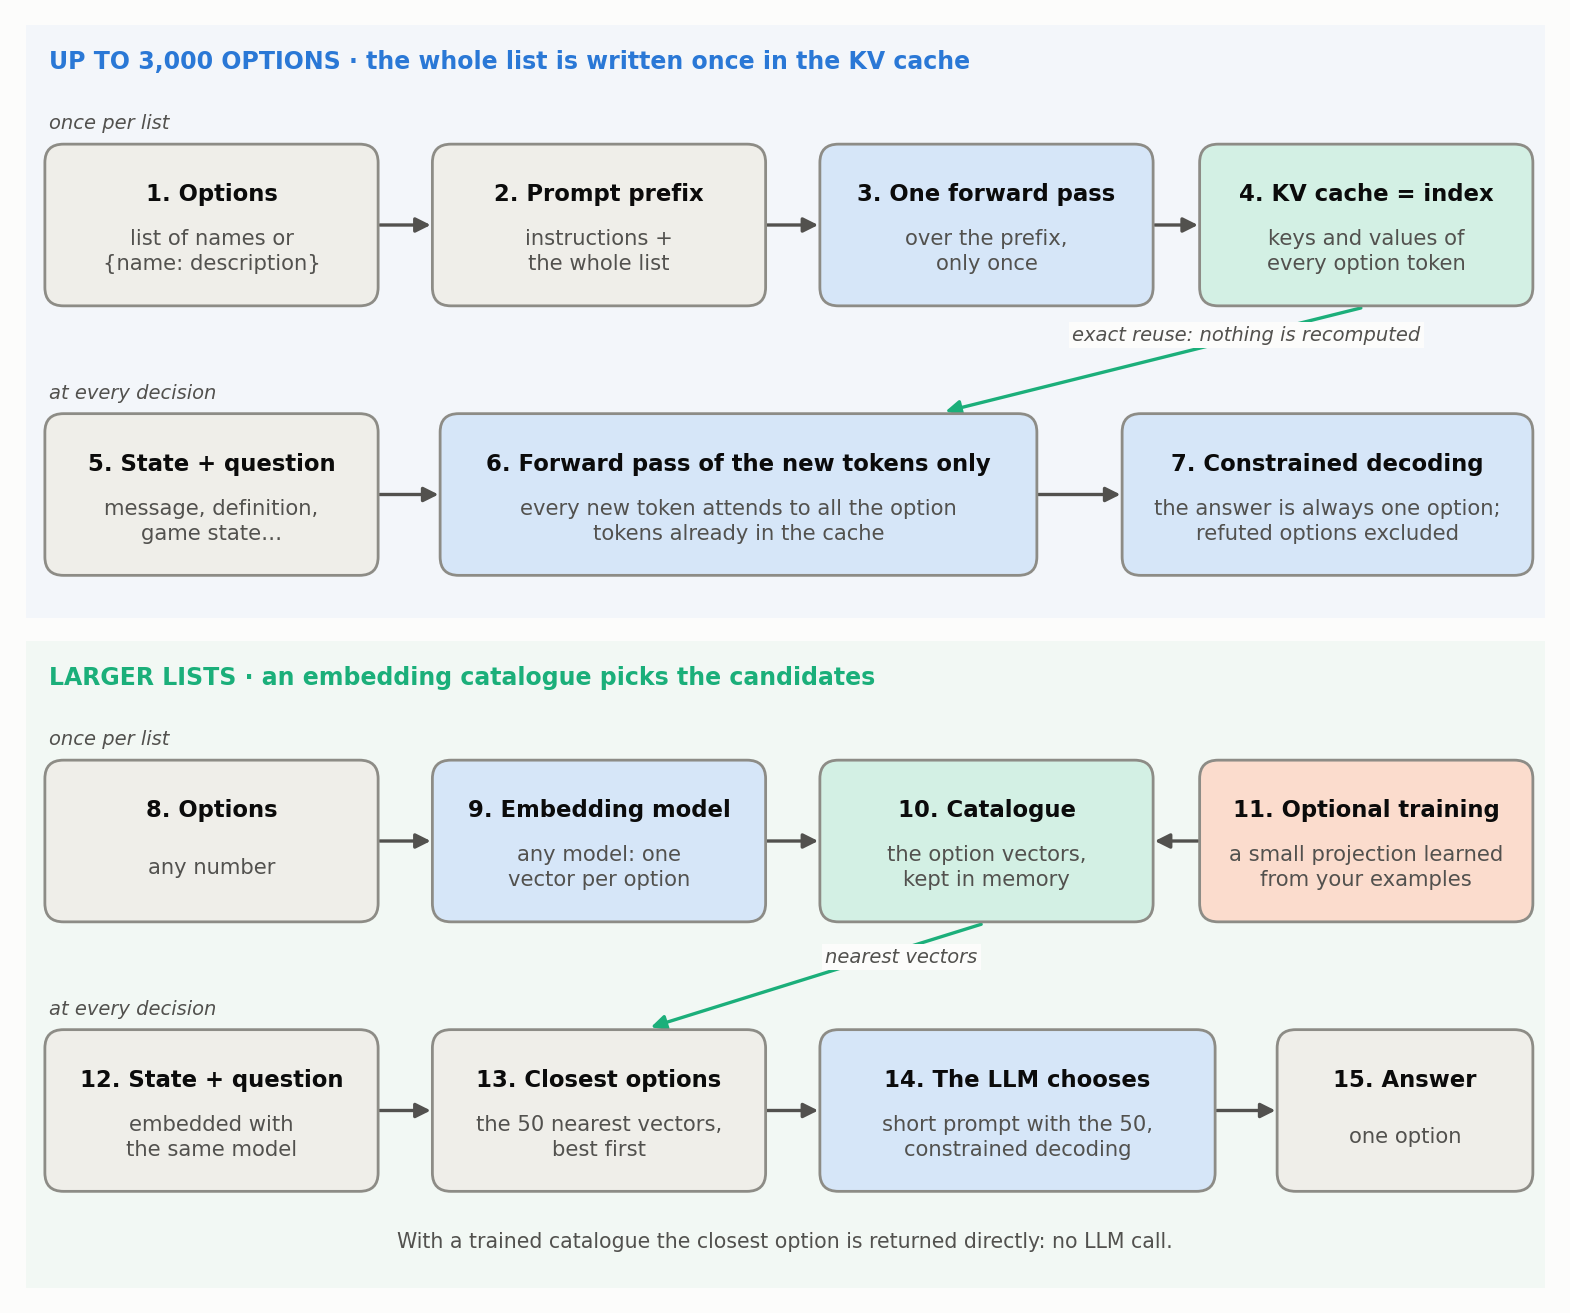 UP TO 3,000 OPTIONS · the whole list is written once in the KV cache
once per list
1. Options
list of names or
{name: description}
2. Prompt prefix
instructions +
the whole list
3. One forward pass
over the prefix,
only once
4. KV cache = index
keys and values of
every option token
exact reuse: nothing is recomputed
at every decision
5. State + question
message, definition,
game state…
6. Forward pass of the new tokens only
every new token attends to all the option
tokens already in the cache
7. Constrained decoding
the answer is always one option;
refuted options excluded
LARGER LISTS · an embedding catalogue picks the candidates
once per list
8. Options
any number
9. Embedding model
any model: one
vector per option
10. Catalogue
the option vectors,
kept in memory
11. Optional training
a small projection learned
from your examples
nearest vectors
at every decision
12. State + question
embedded with
the same model
13. Closest options
the 50 nearest vectors,
best first
14. The LLM chooses
short prompt with the 50,
constrained decoding
15. Answer
one option
With a trained catalogue the closest option is returned directly: no LLM call.